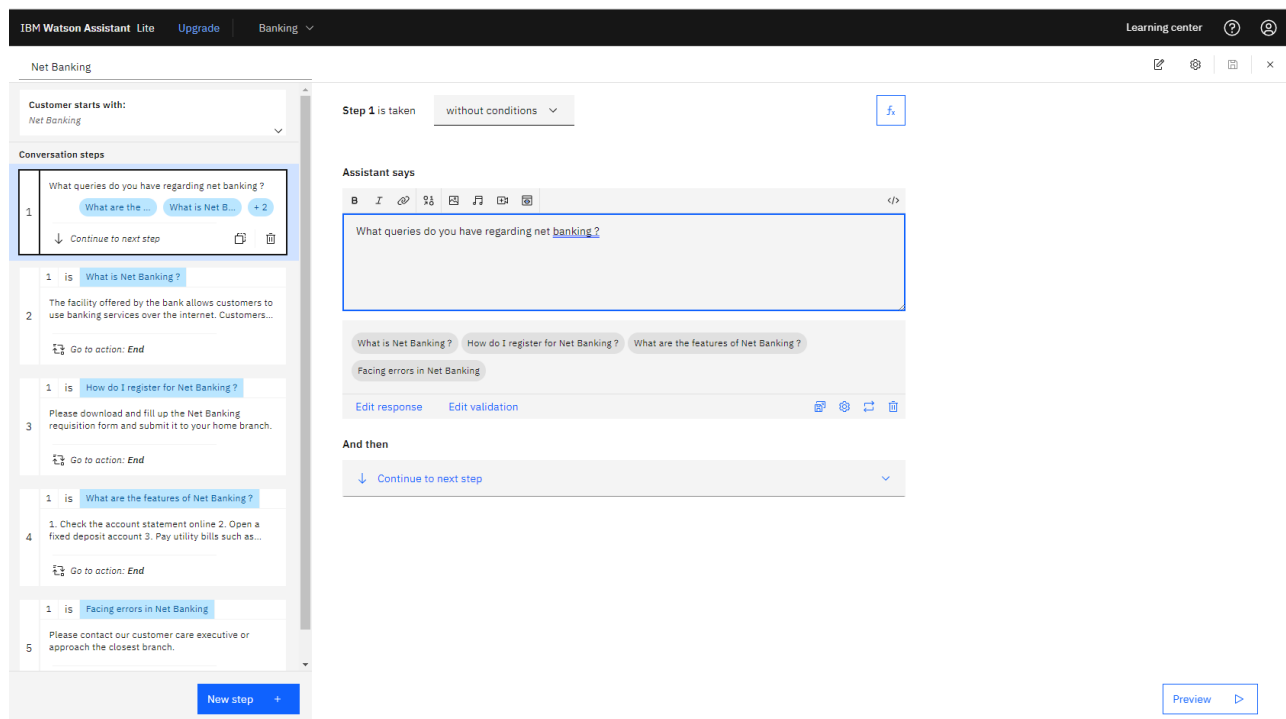 IBM Watson Assistant Lite Upgrade Banking Learning center
Net Banking
Customer starts with:
Net Banking
Conversation steps
1
What queries do you have regarding net banking ?
What are the ... What is Net B... + 2
Continue to next step
1 is What is Net Banking ?
2
The facility offered by the bank allows customers to
use banking services over the internet. Customers...
Go to action: End
1 is How do I register for Net Banking ?
3
Please download and fill up the Net Banking
requisition form and submit it to your home branch.
Go to action: End
1 is What are the features of Net Banking ?
4
1. Check the account statement online 2. Open a
fixed deposit account 3. Pay utility bills such as...
Go to action: End
1 is Facing errors in Net Banking
5
Please contact our customer care executive or
approach the closest branch.
New step +
Step 1 is taken without conditions fx
Assistant says
B I </>
What queries do you have regarding net banking ?
What is Net Banking ? How do I register for Net Banking ? What are the features of Net Banking ?
Facing errors in Net Banking
Edit response Edit validation
And then
Continue to next step
Preview